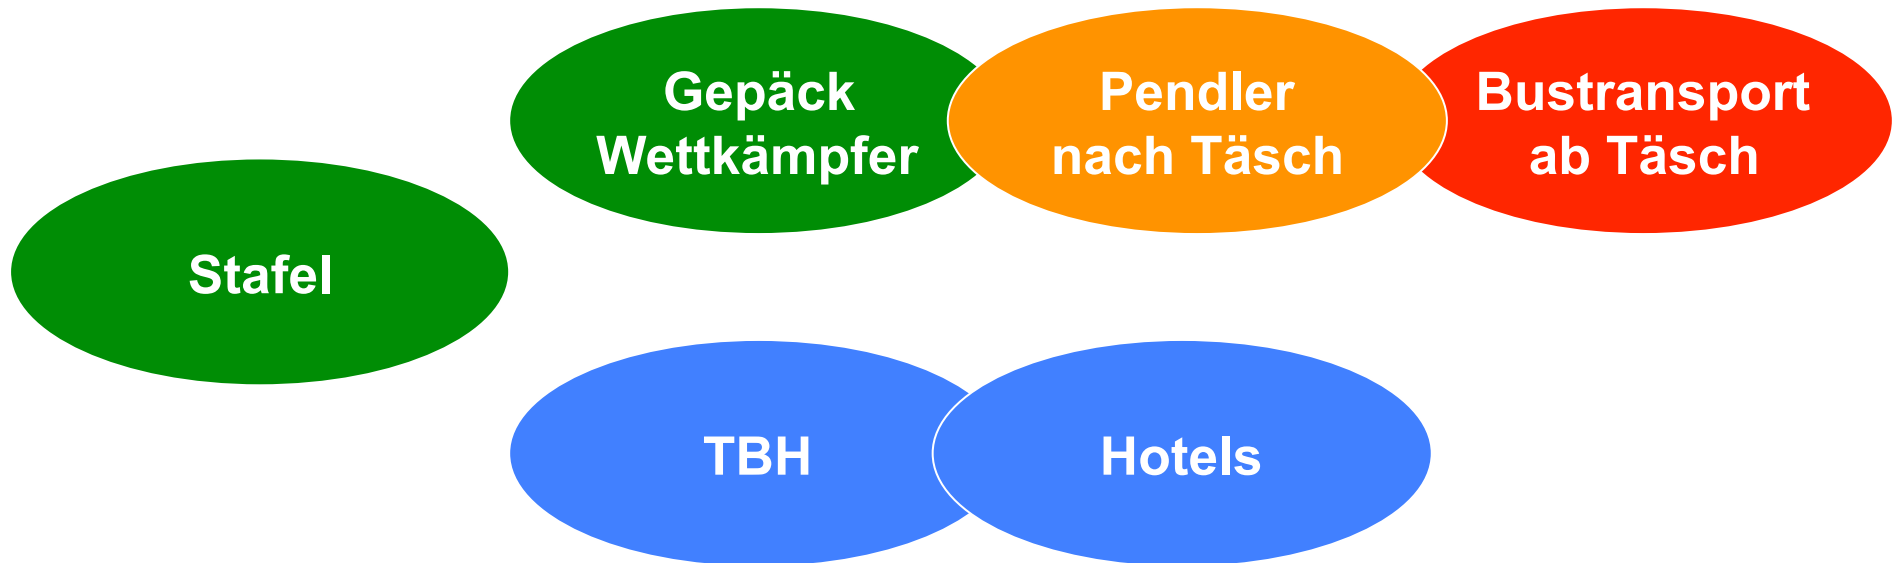 Gepäck
Wettkämpfer
Pendler
nach Täsch
Bustransport
ab Täsch
Stafel
TBH
Hotels